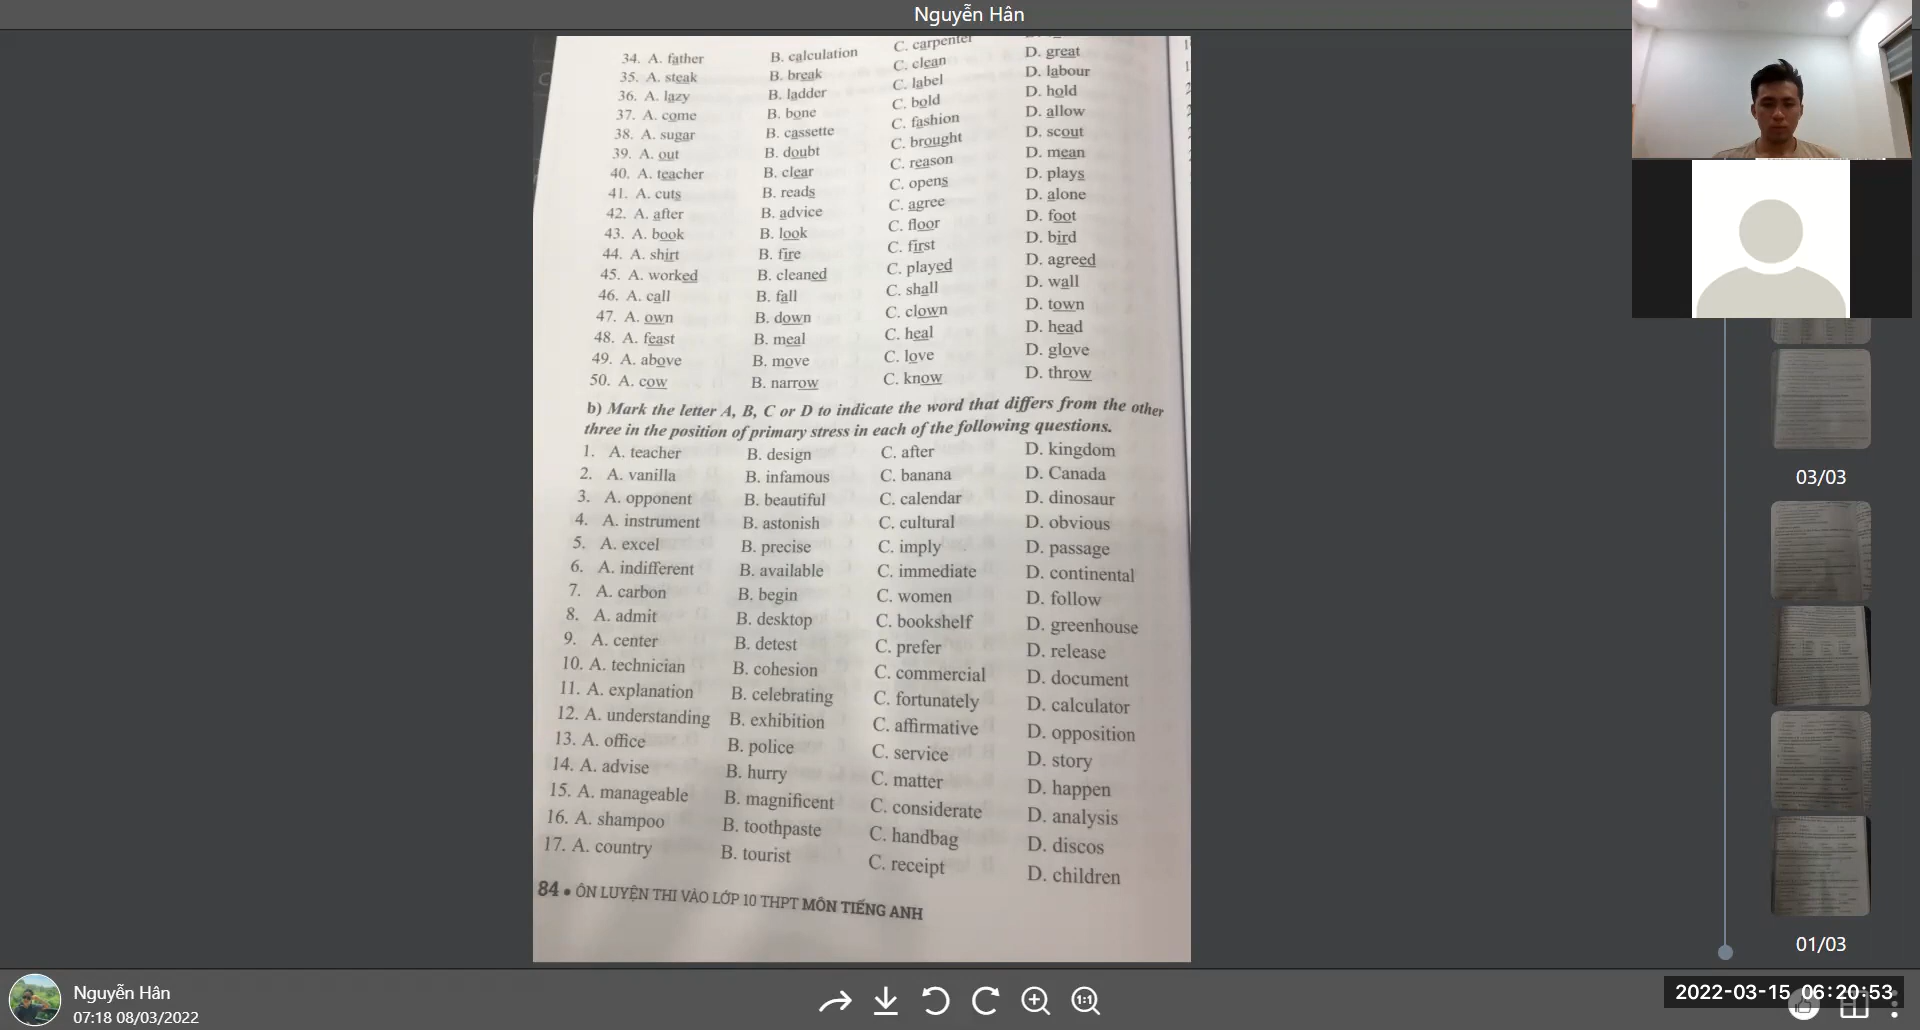 Nguyễn Hân
34. A. father B. calculation C. carpenter
35. A. steak B. break C. clean D. great
36. A. lazy B. ladder C. label D. labour
37. A. come B. bone C. bold D. hold
38. A. sugar B. cassette C. fashion D. allow
39. A. out B. doubt C. brought D. scout
40. A. teacher B. clear C. reason D. mean
41. A. cuts B. reads C. opens D. plays
42. A. after B. advice C. agree D. alone
43. A. book B. look C. floor D. foot
44. A. shirt B. fire C. first D. bird
45. A. worked B. cleaned C. played D. agreed
46. A. call B. fall C. shall D. wall
47. A. own B. down C. clown D. town
48. A. feast B. meal C. heal D. head
49. A. above B. move C. love D. glove
50. A. cow B. narrow C. know D. throw
b) Mark the letter A, B, C or D to indicate the word that differs from the other
three in the position of primary stress in each of the following questions.
1. A. teacher B. design C. after D. kingdom
2. A. vanilla B. infamous C. banana D. Canada
3. A. opponent B. beautiful C. calendar D. dinosaur
4. A. instrument B. astonish C. cultural D. obvious
5. A. excel B. precise C. imply D. passage
6. A. indifferent B. available C. immediate D. continental
7. A. carbon B. begin C. women D. follow
8. A. admit B. desktop C. bookshelf D. greenhouse
9. A. center B. detest C. prefer D. release
10. A. technician B. cohesion C. commercial D. document
11. A. explanation B. celebrating C. fortunately D. calculator
12. A. understanding B. exhibition C. affirmative D. opposition
13. A. office B. police C. service D. story
14. A. advise B. hurry C. matter D. happen
15. A. manageable B. magnificent C. considerate D. analysis
16. A. shampoo B. toothpaste C. handbag D. discos
17. A. country B. tourist C. receipt D. children
84 • ÔN LUYỆN THI VÀO LỚP 10 THPT MÔN TIẾNG ANH
03/03
01/03
Nguyễn Hân
07:18 08/03/2022
1:1
2022-03-15 06:20:53